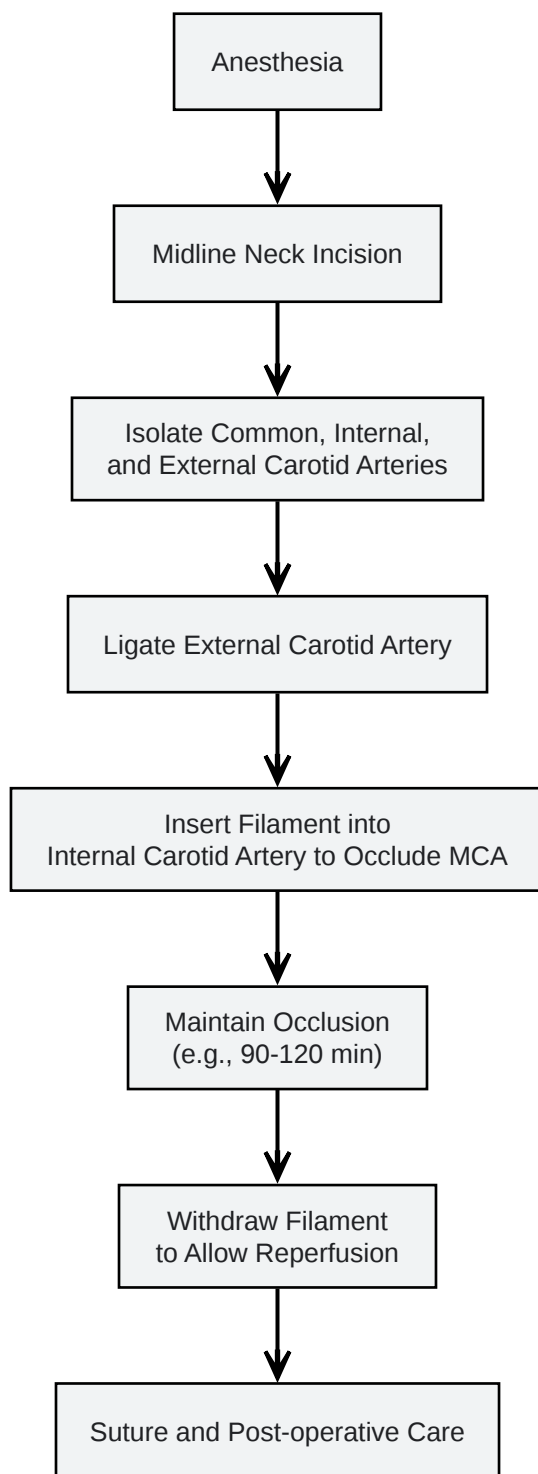 Anesthesia
Midline Neck Incision
Isolate Common, Internal,
and External Carotid Arteries
Ligate External Carotid Artery
Insert Filament into
Internal Carotid Artery to Occlude MCA
Maintain Occlusion
(e.g., 90-120 min)
Withdraw Filament
to Allow Reperfusion
Suture and Post-operative Care